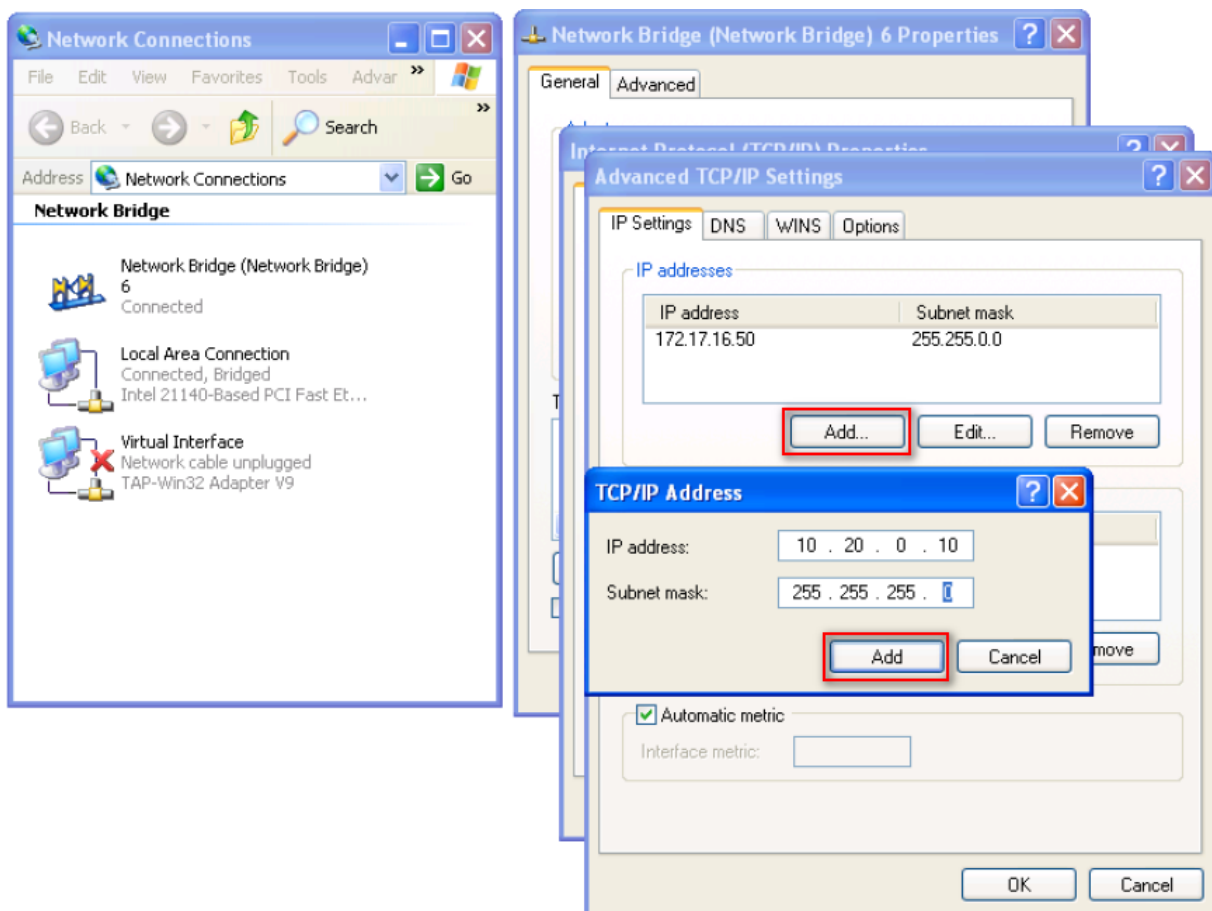 Network Connections
File Edit View Favorites Tools Advar »
Back Search »
Address Network Connections Go
Network Bridge
Network Bridge (Network Bridge)
6
Connected
Local Area Connection
Connected, Bridged
Intel 21140-Based PCI Fast Et...
Virtual Interface
Network cable unplugged
TAP-Win32 Adapter V9
Network Bridge (Network Bridge) 6 Properties
General Advanced
Internet Protocol (TCP/IP) Properties
Advanced TCP/IP Settings
IP Settings DNS WINS Options
IP addresses
IP address Subnet mask
172.17.16.50 255.255.0.0
Add... Edit... Remove
TCP/IP Address
IP address: 10 . 20 . 0 . 10
Subnet mask: 255 . 255 . 255 . 0
Add Cancel
move
Automatic metric
Interface metric:
OK Cancel